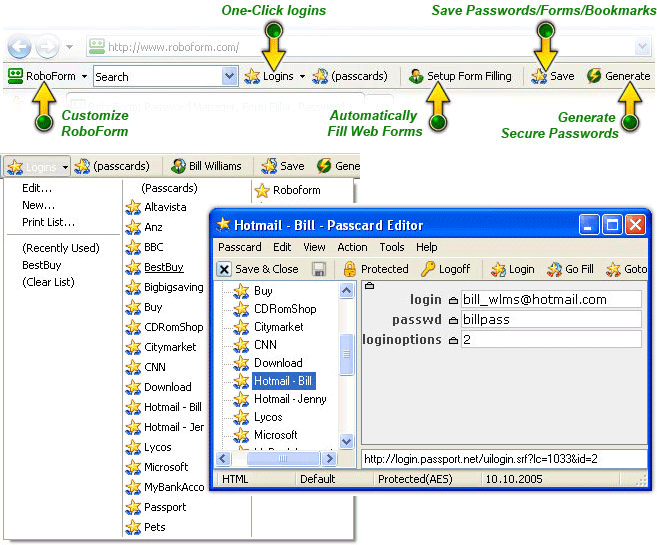 One-Click logins
Save Passwords/Forms/Bookmarks
http://www.roboform.com/
RoboForm Search Logins (passcards) Setup Form Filling Save Generate
Customize
RoboForm
Automatically
Fill Web Forms
Generate
Secure Passwords
Logins (passcards) Bill Williams Save Gene
Edit...
New...
Print List...
(Recently Used)
BestBuy
(Clear List)
(Passcards)
Altavista
Anz
BBC
BestBuy
Bigbigsaving
Buy
CDRomShop
Citymarket
CNN
Download
Hotmail - Bill
Hotmail - Jer
Lycos
Microsoft
MyBankAcco
Passport
Pets
Roboform
Hotmail - Bill - Passcard Editor
Passcard Edit View Action Tools Help
Save & Close Protected Logoff Login Go Fill Goto
Buy
CDRomShop
Citymarket
CNN
Download
Hotmail - Bill
Hotmail - Jenny
Lycos
Microsoft
login bill_wlms@hotmail.com
passwd billpass
loginoptions 2
http://login.passport.net/uilogin.srf?lc=1033&id=2
HTML Default Protected(AES) 10.10.2005